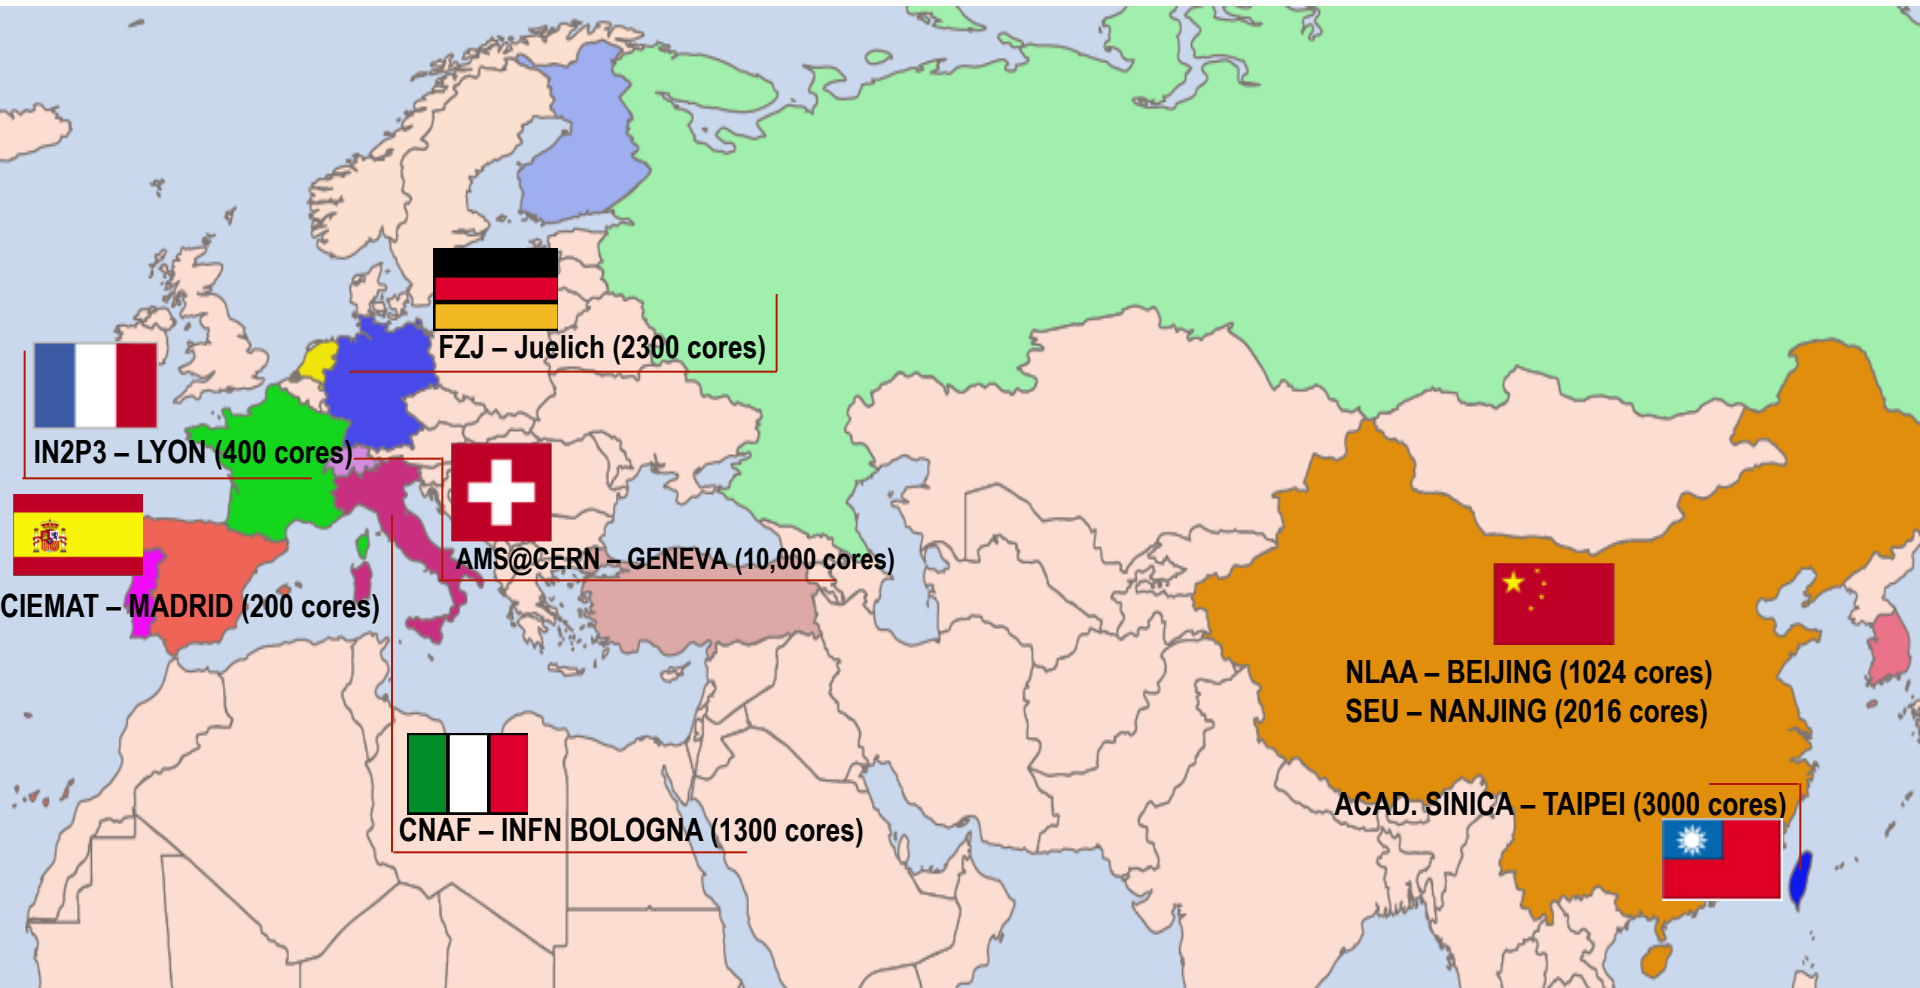 FZJ – Juelich (2300 cores)
IN2P3 – LYON (400 cores)
AMS@CERN – GENEVA (10,000 cores)
CIEMAT – MADRID (200 cores)
NLAA – BEIJING (1024 cores)
SEU – NANJING (2016 cores)
ACAD. SINICA – TAIPEI (3000 cores)
CNAF – INFN BOLOGNA (1300 cores)